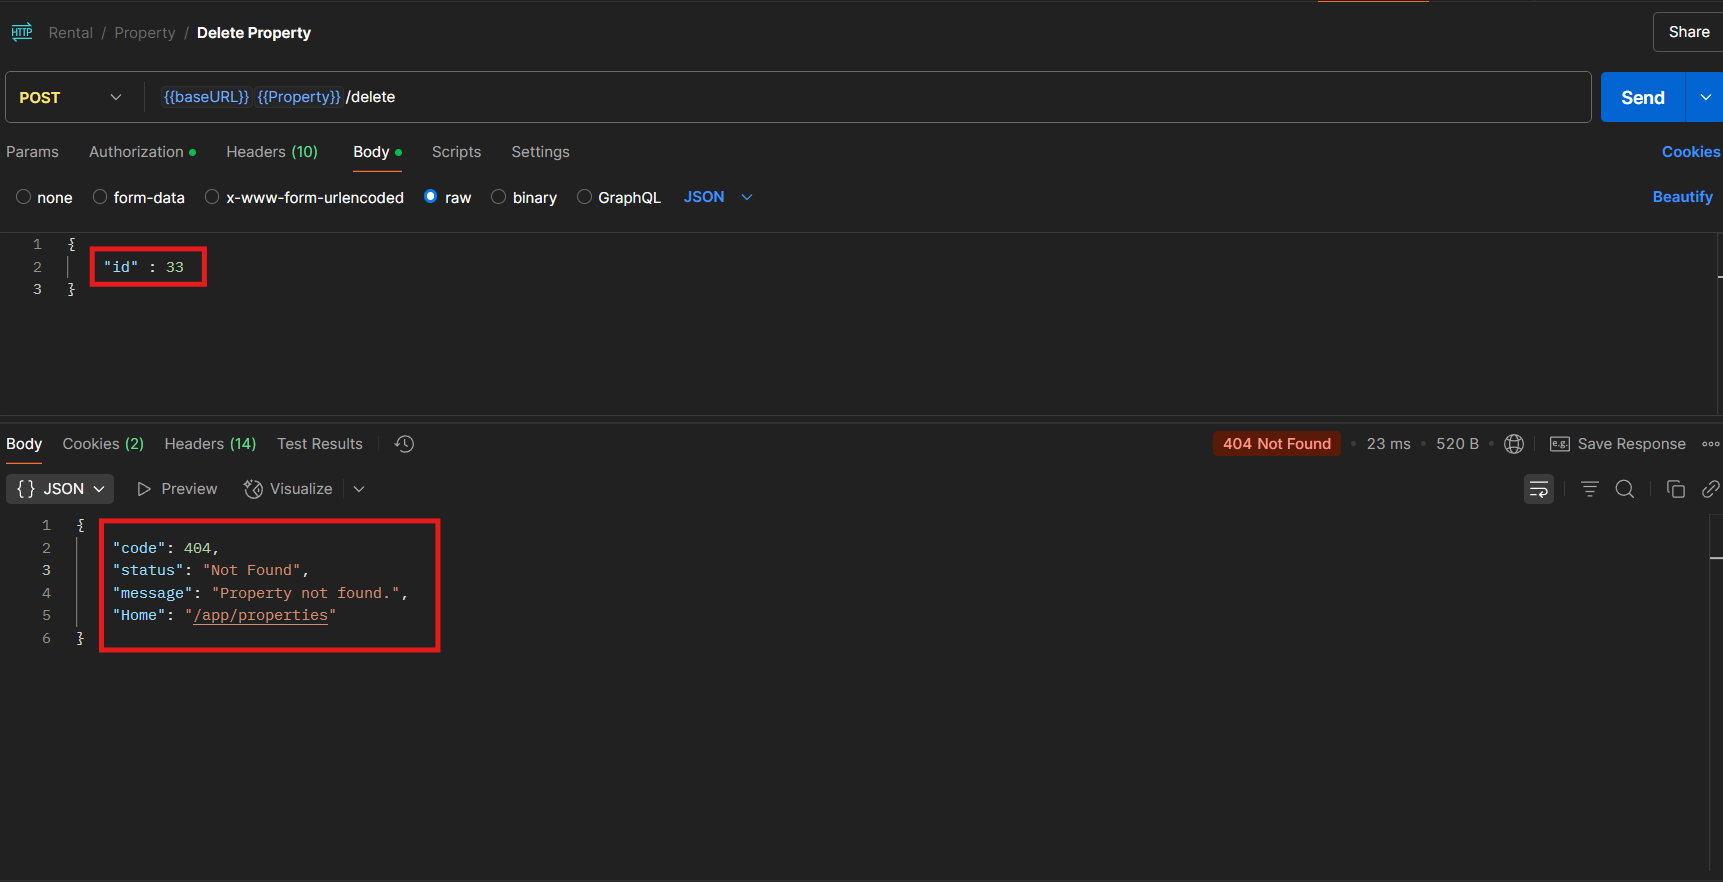 HTTP Rental / Property / Delete Property
Share
POST {{baseURL}} {{Property}} /delete
Send
Params Authorization Headers (10) Body Scripts Settings
Cookies
none form-data x-www-form-urlencoded raw binary GraphQL JSON
Beautify
1 {
2 "id" : 33
3 }
Body Cookies (2) Headers (14) Test Results
404 Not Found • 23 ms • 520 B • e.g. Save Response
{} JSON Preview Visualize
1 {
2 "code": 404,
3 "status": "Not Found",
4 "message": "Property not found.",
5 "Home": "/app/properties"
6 }